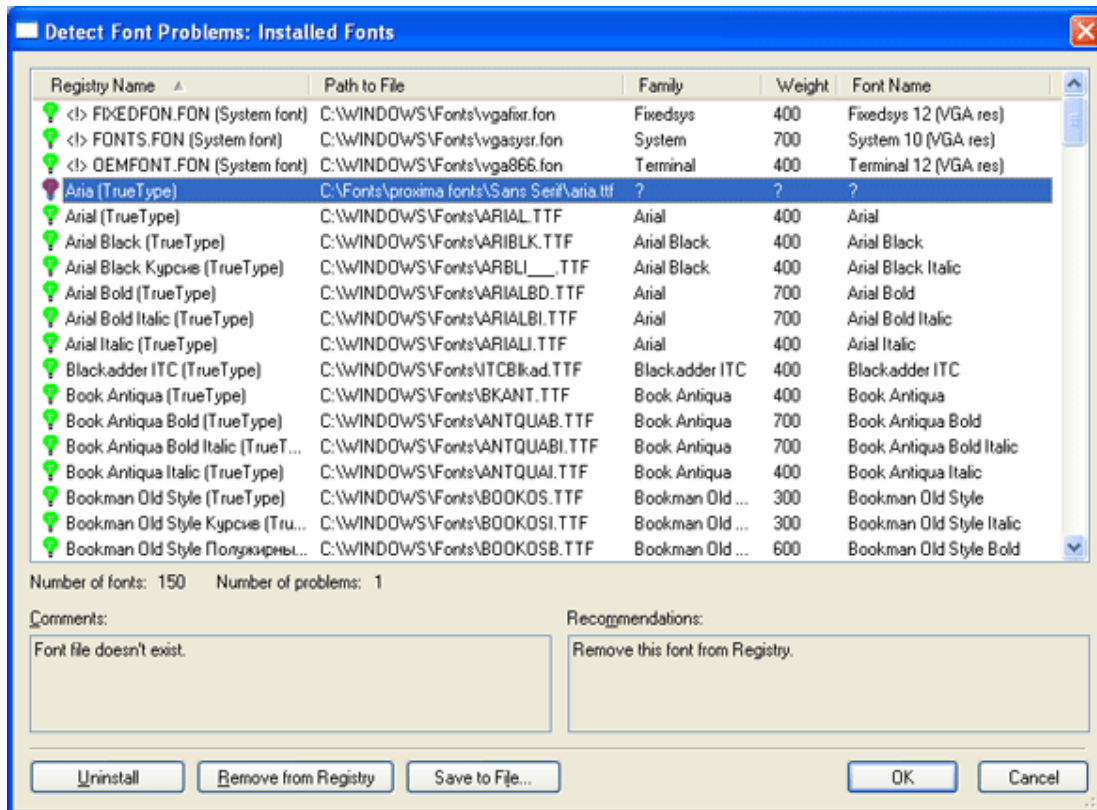 Detect Font Problems: Installed Fonts
Registry Name Path to File Family Weight Font Name
<!> FIXEDFON.FON (System font) C:\WINDOWS\Fonts\vgafixr.fon Fixedsys 400 Fixedsys 12 (VGA res)
<!> FONTS.FON (System font) C:\WINDOWS\Fonts\vgasysr.fon System 700 System 10 (VGA res)
<!> OEMFONT.FON (System font) C:\WINDOWS\Fonts\vga866.fon Terminal 400 Terminal 12 (VGA res)
Aria (TrueType) C:\Fonts\proxima fonts\Sans Serif\aria.ttf ? ? ?
Arial (TrueType) C:\WINDOWS\Fonts\ARIAL.TTF Arial 400 Arial
Arial Black (TrueType) C:\WINDOWS\Fonts\ARIBLK.TTF Arial Black 400 Arial Black
Arial Black Курсив (TrueType) C:\WINDOWS\Fonts\ARBLI___.TTF Arial Black 400 Arial Black Italic
Arial Bold (TrueType) C:\WINDOWS\Fonts\ARIALBD.TTF Arial 700 Arial Bold
Arial Bold Italic (TrueType) C:\WINDOWS\Fonts\ARIALBI.TTF Arial 700 Arial Bold Italic
Arial Italic (TrueType) C:\WINDOWS\Fonts\ARIALI.TTF Arial 400 Arial Italic
Blackadder ITC (TrueType) C:\WINDOWS\Fonts\ITCBlkad.TTF Blackadder ITC 400 Blackadder ITC
Book Antiqua (TrueType) C:\WINDOWS\Fonts\BKANT.TTF Book Antiqua 400 Book Antiqua
Book Antiqua Bold (TrueType) C:\WINDOWS\Fonts\ANTQUAB.TTF Book Antiqua 700 Book Antiqua Bold
Book Antiqua Bold Italic (TrueT... C:\WINDOWS\Fonts\ANTQUABI.TTF Book Antiqua 700 Book Antiqua Bold Italic
Book Antiqua Italic (TrueType) C:\WINDOWS\Fonts\ANTQUAI.TTF Book Antiqua 400 Book Antiqua Italic
Bookman Old Style (TrueType) C:\WINDOWS\Fonts\BOOKOS.TTF Bookman Old ... 300 Bookman Old Style
Bookman Old Style Курсив (Tru... C:\WINDOWS\Fonts\BOOKOSI.TTF Bookman Old ... 300 Bookman Old Style Italic
Bookman Old Style Полужирны... C:\WINDOWS\Fonts\BOOKOSB.TTF Bookman Old ... 600 Bookman Old Style Bold
Number of fonts: 150 Number of problems: 1
Comments: Recommendations:
Font file doesn't exist. Remove this font from Registry.
Uninstall Remove from Registry Save to File... OK Cancel